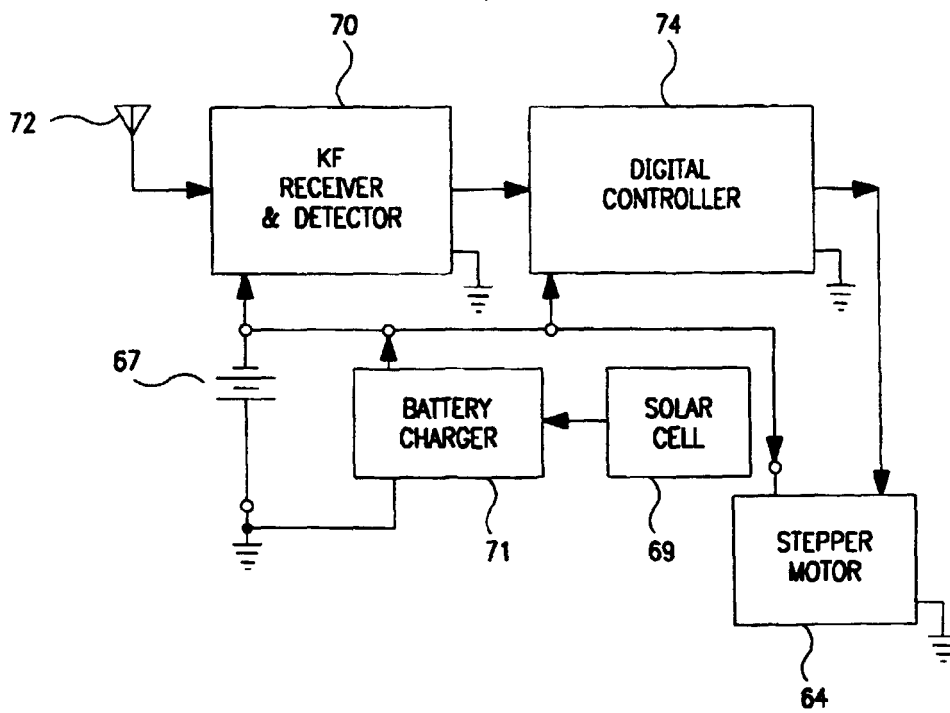 70
74
72
KF
RECEIVER
& DETECTOR
DIGITAL
CONTROLLER
67
BATTERY
CHARGER
SOLAR
CELL
71
69
STEPPER
MOTOR
64